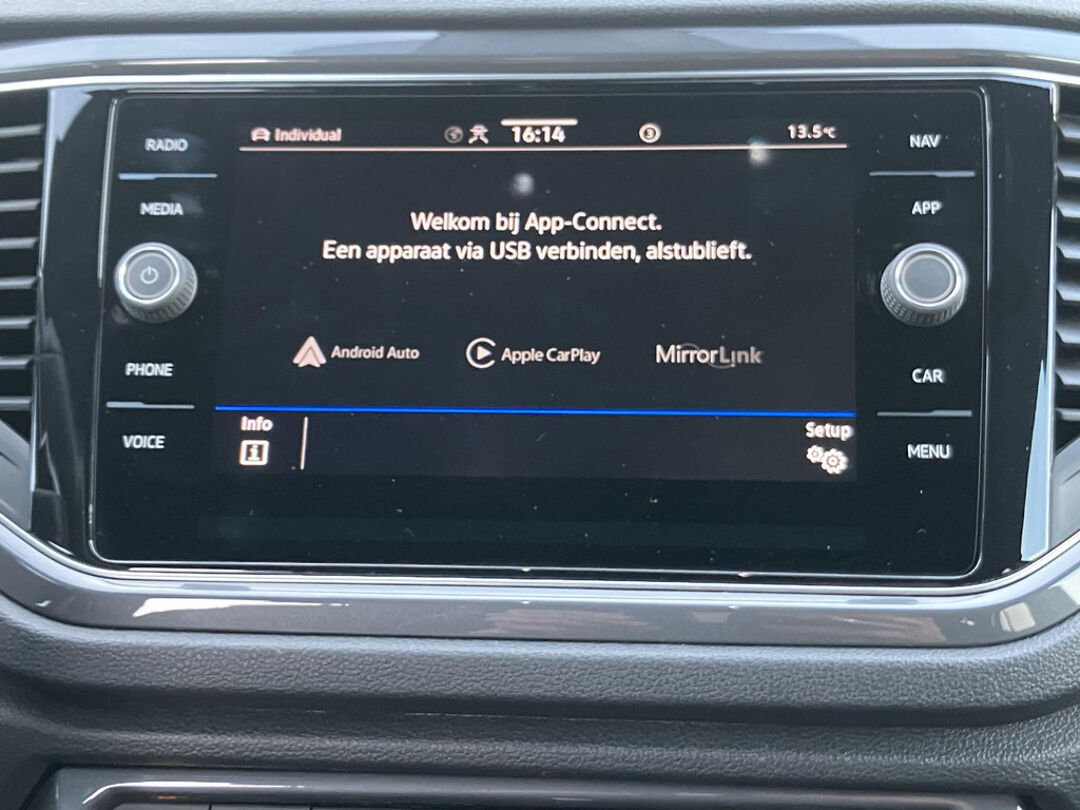 RADIO
MEDIA
PHONE
VOICE
Individual
16:14
3
13.5°C
Welkom bij App-Connect.
Een apparaat via USB verbinden, alstublieft.
Android Auto
Apple CarPlay
MirrorLink
Info
i
Setup
NAV
APP
CAR
MENU